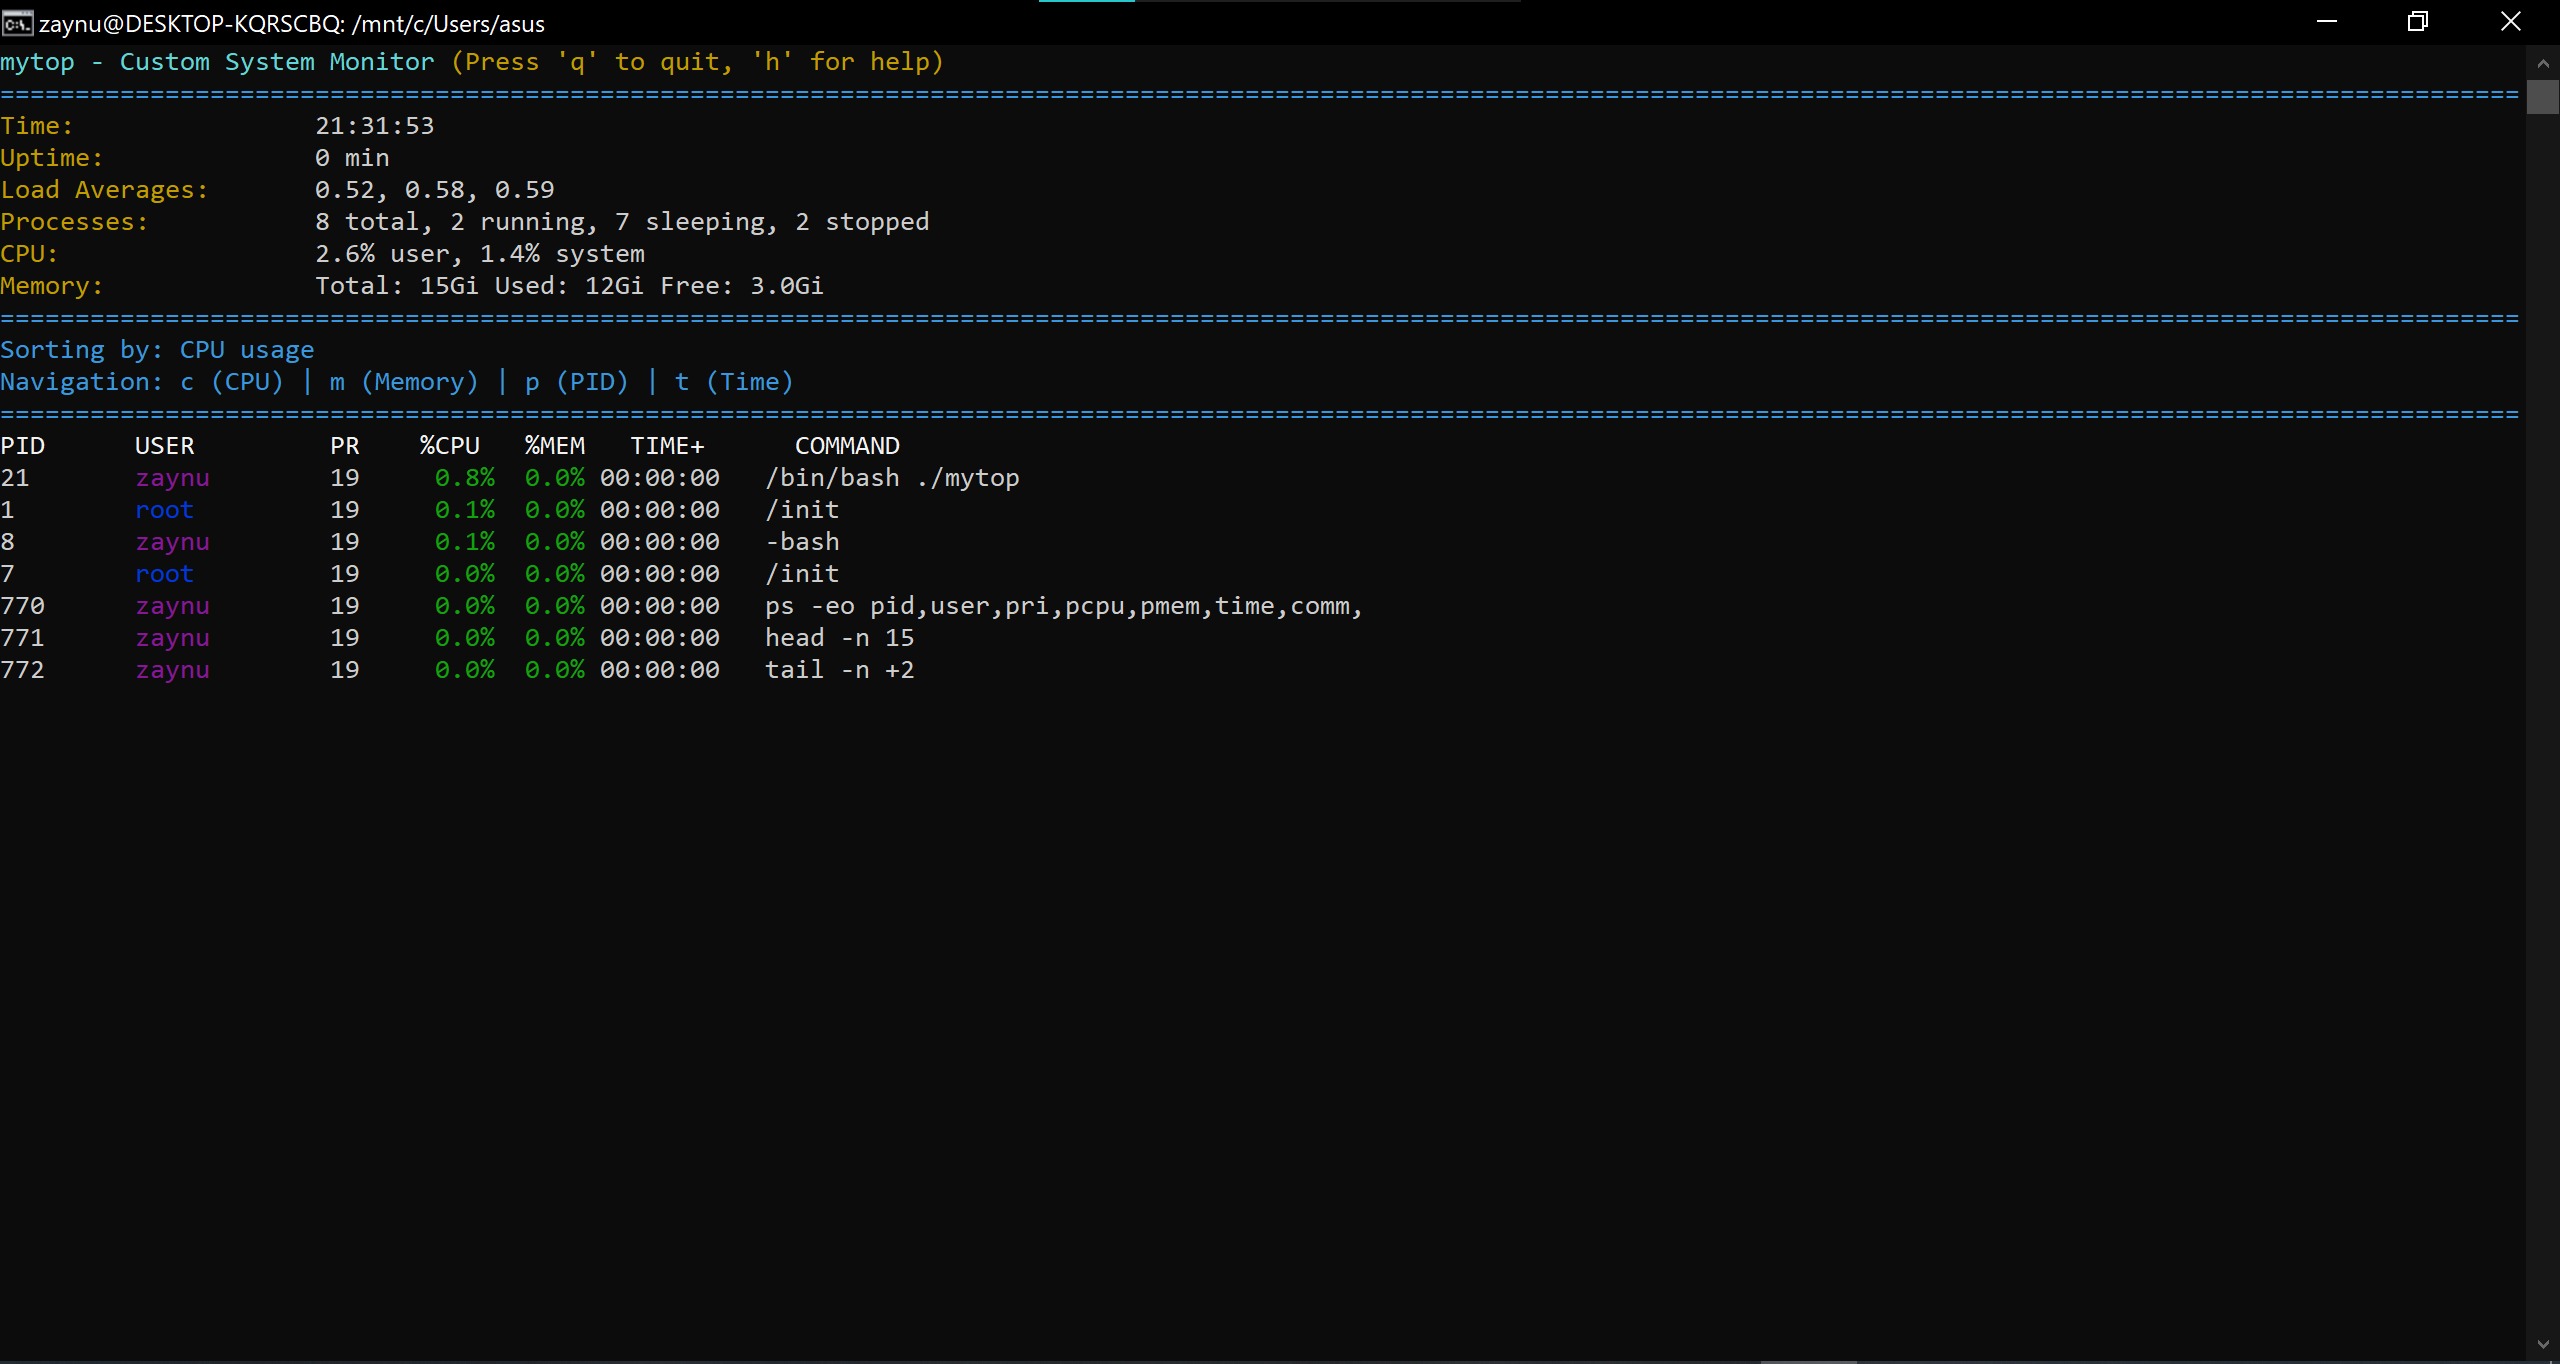 zaynu@DESKTOP-KQRSCBQ: /mnt/c/Users/asus
mytop - Custom System Monitor (Press 'q' to quit, 'h' for help)
========================================================================================================================================================================
Time: 21:31:53
Uptime: 0 min
Load Averages: 0.52, 0.58, 0.59
Processes: 8 total, 2 running, 7 sleeping, 2 stopped
CPU: 2.6% user, 1.4% system
Memory: Total: 15Gi Used: 12Gi Free: 3.0Gi
========================================================================================================================================================================
Sorting by: CPU usage
Navigation: c (CPU) | m (Memory) | p (PID) | t (Time)
========================================================================================================================================================================
PID USER PR %CPU %MEM TIME+ COMMAND
21 zaynu 19 0.8% 0.0% 00:00:00 /bin/bash ./mytop
1 root 19 0.1% 0.0% 00:00:00 /init
8 zaynu 19 0.1% 0.0% 00:00:00 -bash
7 root 19 0.0% 0.0% 00:00:00 /init
770 zaynu 19 0.0% 0.0% 00:00:00 ps -eo pid,user,pri,pcpu,pmem,time,comm,
771 zaynu 19 0.0% 0.0% 00:00:00 head -n 15
772 zaynu 19 0.0% 0.0% 00:00:00 tail -n +2